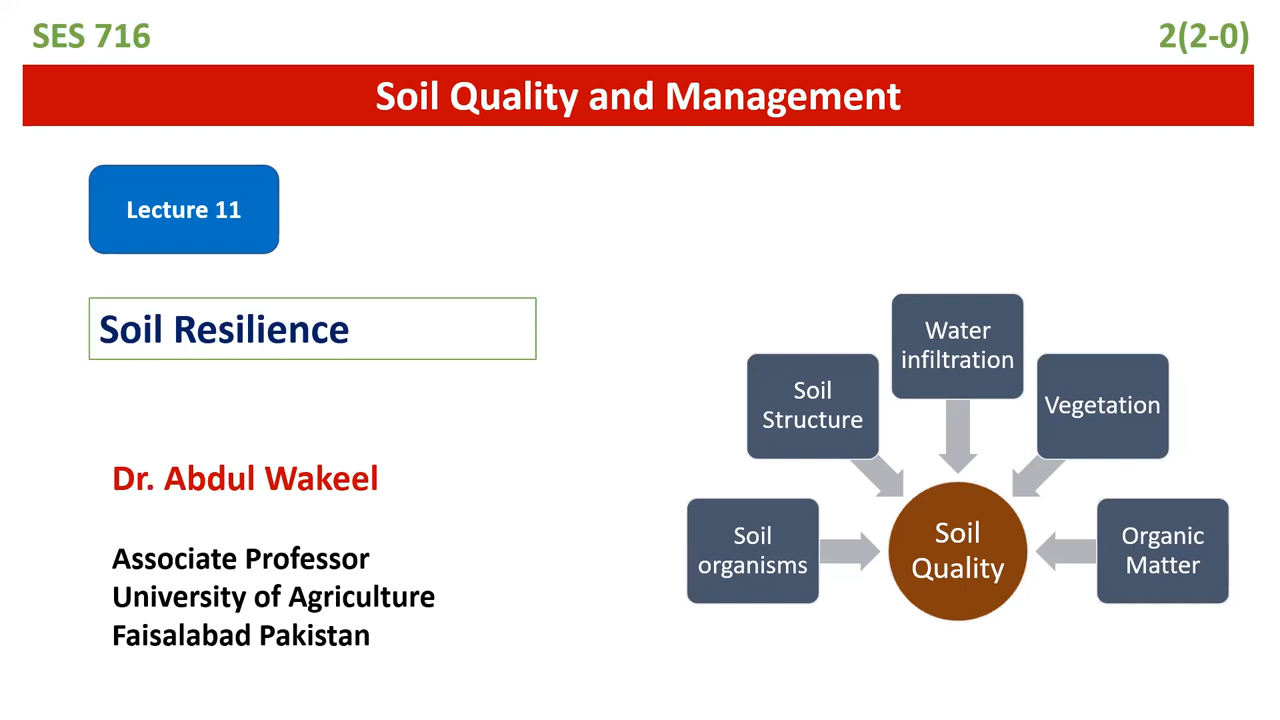 SES 716
2(2-0)
Soil Quality and Management
Lecture 11
Soil Resilience
Dr. Abdul Wakeel
Associate Professor
University of Agriculture
Faisalabad Pakistan
Water
infiltration
Soil
Structure
Vegetation
Soil
organisms
Soil
Quality
Organic
Matter